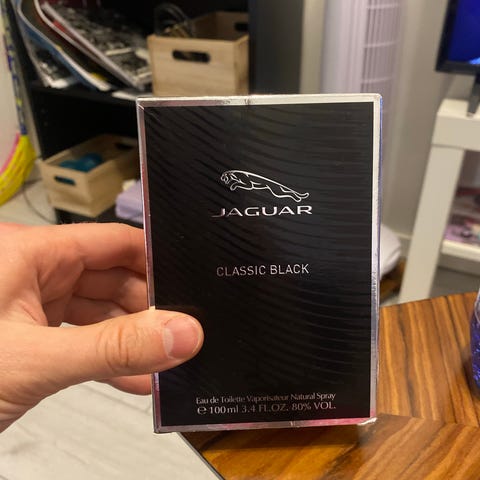 JAGUAR
CLASSIC BLACK
Eau de Toilette Vaporisateur Natural Spray
℮ 100ml 3.4 FL.OZ. 80% VOL.